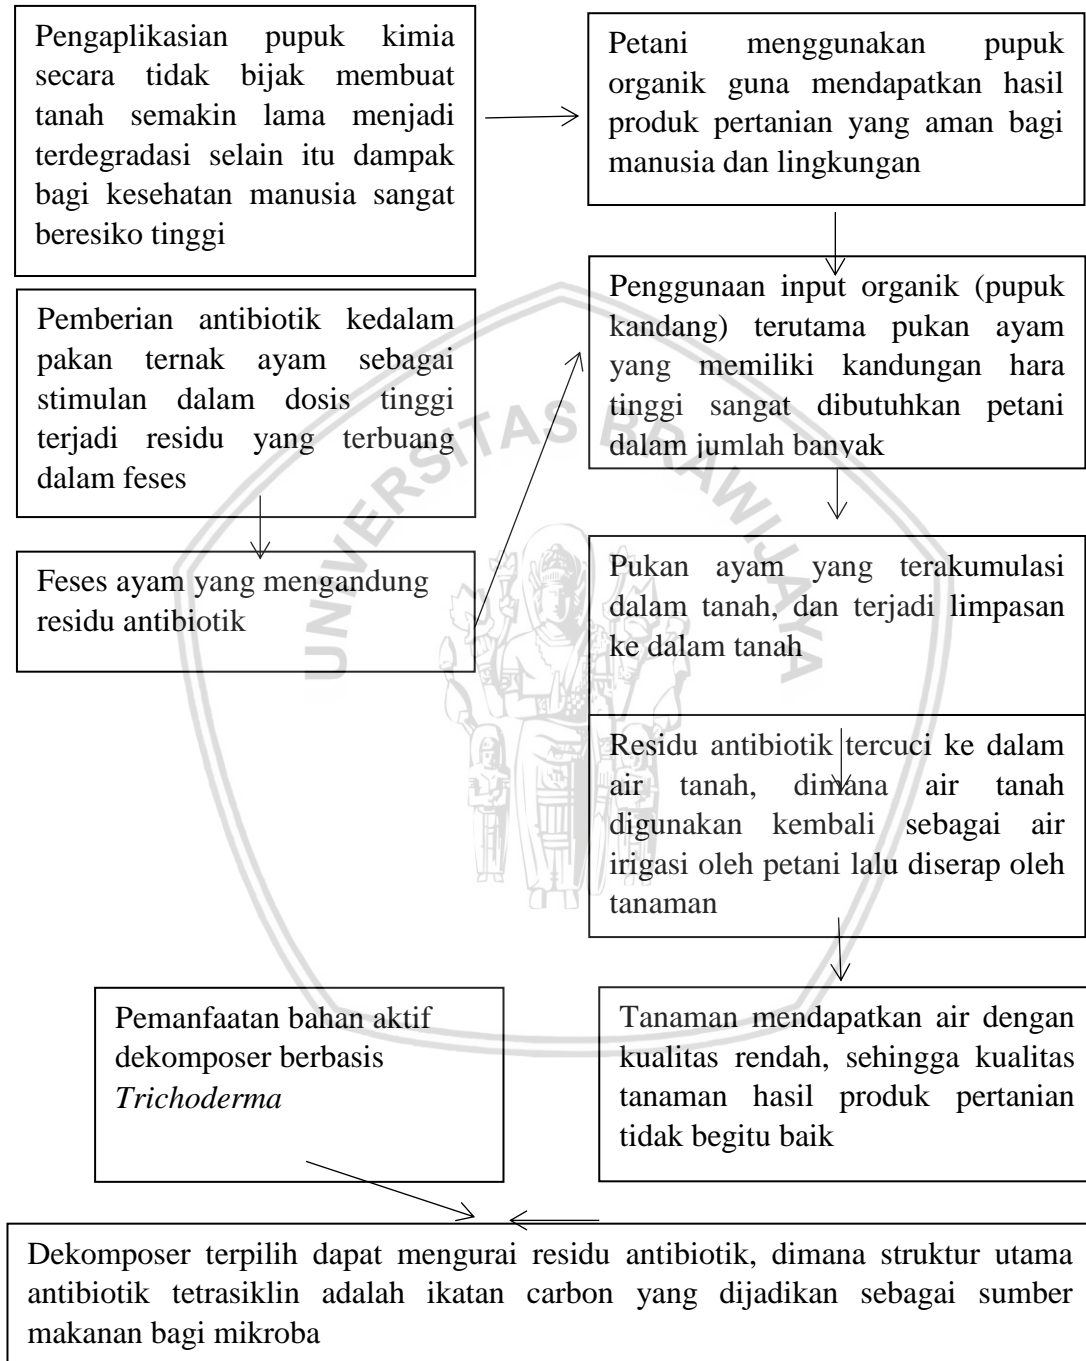 Pengaplikasian pupuk kimia
secara tidak bijak membuat
tanah semakin lama menjadi
terdegradasi selain itu dampak
bagi kesehatan manusia sangat
beresiko tinggi
Petani menggunakan pupuk
organik guna mendapatkan hasil
produk pertanian yang aman bagi
manusia dan lingkungan
Pemberian antibiotik kedalam
pakan ternak ayam sebagai
stimulan dalam dosis tinggi
terjadi residu yang terbuang
dalam feses
Penggunaan input organik (pupuk
kandang) terutama pukan ayam
yang memiliki kandungan hara
tinggi sangat dibutuhkan petani
dalam jumlah banyak
Feses ayam yang mengandung
residu antibiotik
Pukan ayam yang terakumulasi
dalam tanah, dan terjadi limpasan
ke dalam tanah
Residu antibiotik tercuci ke dalam
air tanah, dimana air tanah
digunakan kembali sebagai air
irigasi oleh petani lalu diserap oleh
tanaman
Pemanfaatan bahan aktif
dekomposer berbasis
Trichoderma
Tanaman mendapatkan air dengan
kualitas rendah, sehingga kualitas
tanaman hasil produk pertanian
tidak begitu baik
Dekomposer terpilih dapat mengurai residu antibiotik, dimana struktur utama
antibiotik tetrasiklin adalah ikatan carbon yang dijadikan sebagai sumber
makanan bagi mikroba
UNIVERSITAS BRAWIJAYA